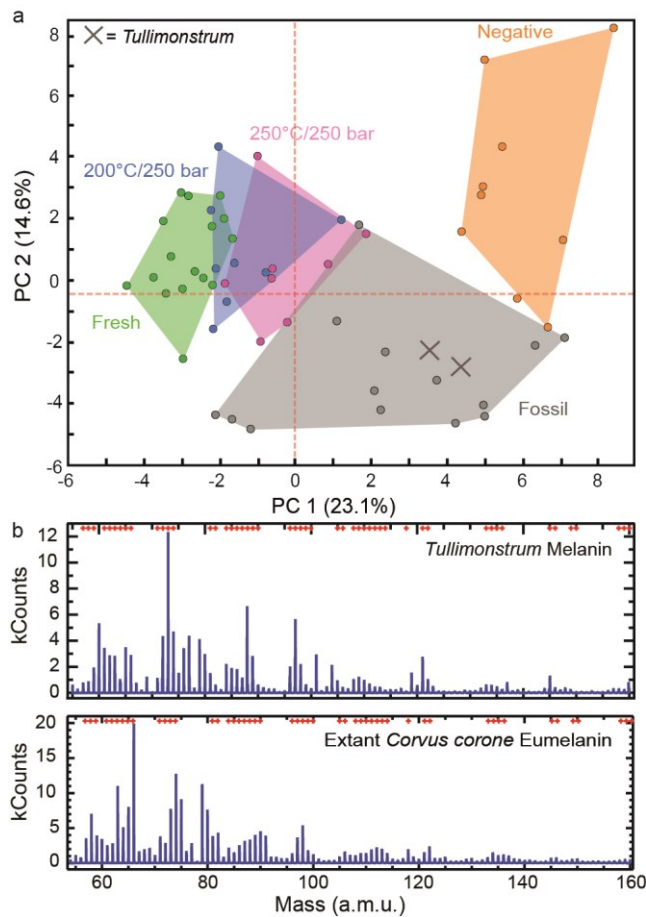 a
X = Tullimonstrum
Negative
250°C/250 bar
200°C/250 bar
Fresh
Fossil
PC 2 (14.6%)
8
6
4
2
0
-2
-4
-6
-6 -4 -2 0 2 4 6 8
PC 1 (23.1%)
b
Tullimonstrum Melanin
kCounts
12
10
8
6
4
2
0
Extant Corvus corone Eumelanin
kCounts
20
15
10
5
0
60 80 100 120 140 160
Mass (a.m.u.)